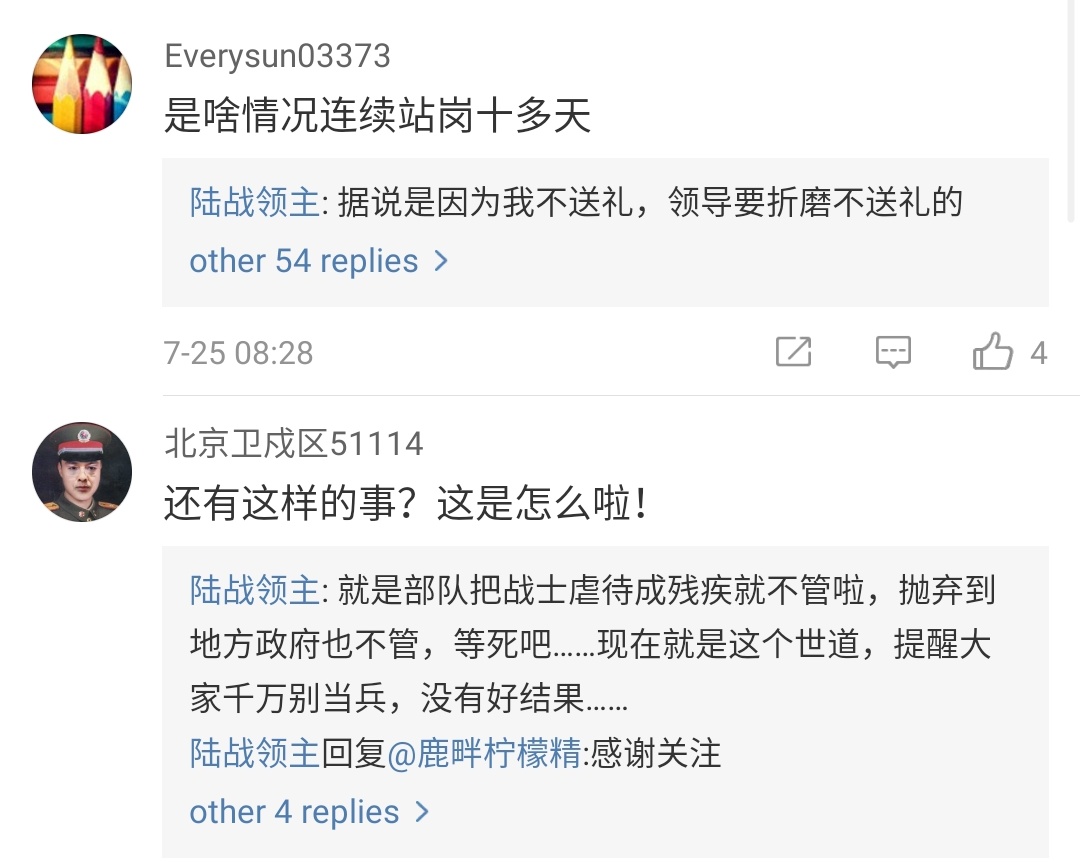 Everysun03373
是啥情况连续站岗十多天
陆战领主: 据说是因为我不送礼，领导要折磨不送礼的
other 54 replies >
7-25 08:28
4
北京卫戍区51114
还有这样的事？这是怎么啦！
陆战领主: 就是部队把战士虐待成残疾就不管啦，抛弃到
地方政府也不管，等死吧……现在就是这个世道，提醒大
家千万别当兵，没有好结果……
陆战领主回复@鹿畔柠檬精:感谢关注
other 4 replies >